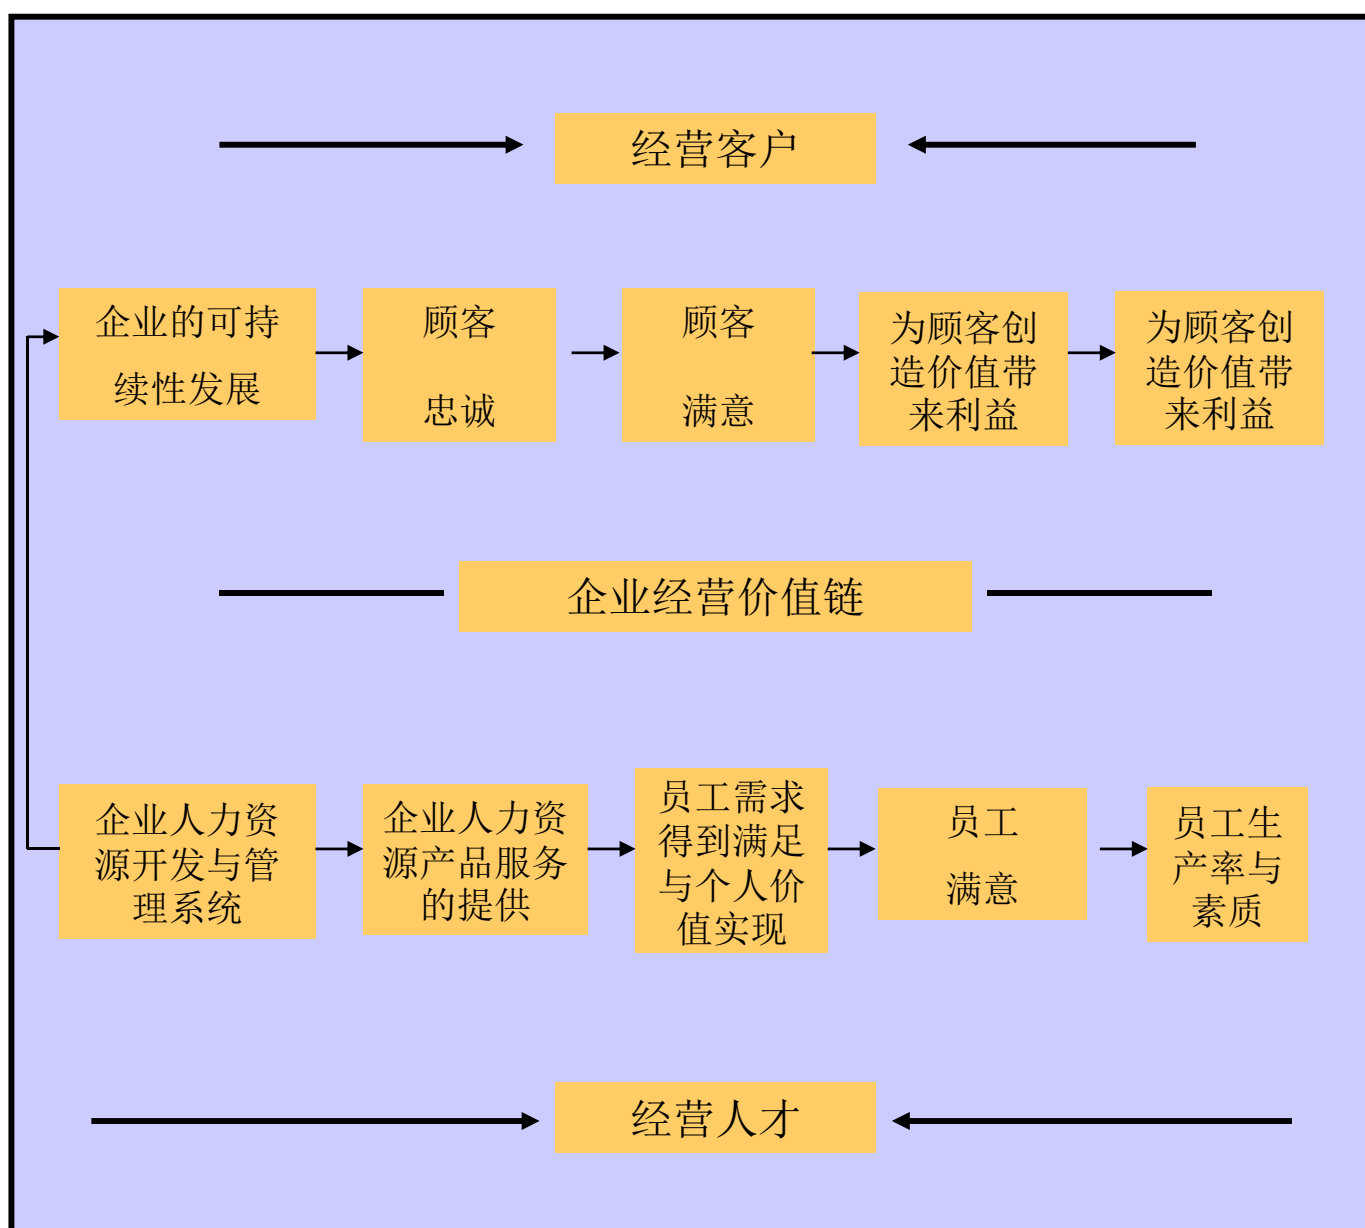 经营客户
企业的可持
续性发展
顾客
忠诚
顾客
满意
为顾客创
造价值带
来利益
为顾客创
造价值带
来利益
企业经营价值链
企业人力资
源开发与管
理系统
企业人力资
源产品服务
的提供
员工需求
得到满足
与个人价
值实现
员工
满意
员工生
产率与
素质
经营人才